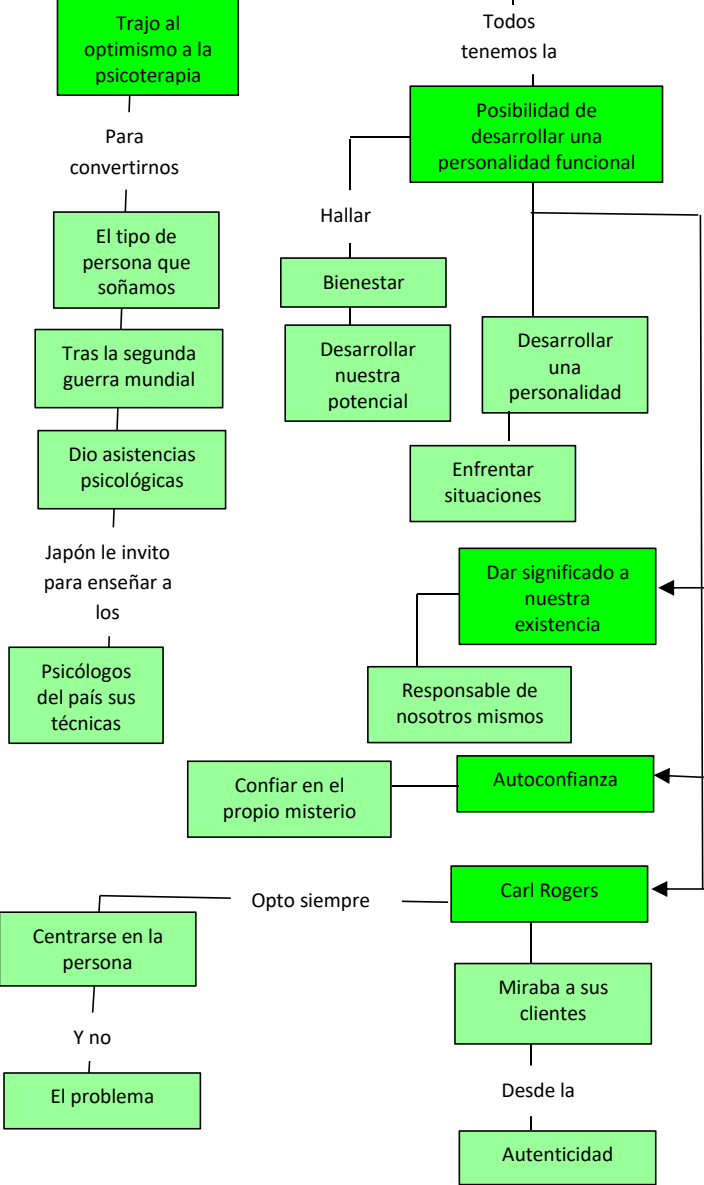 Trajo al
optimismo a la
psicoterapia
Para
convertirnos
El tipo de
persona que
soñamos
Tras la segunda
guerra mundial
Dio asistencias
psicológicas
Japón le invito
para enseñar a
los
Psicólogos
del país sus
técnicas
Todos
tenemos la
Posibilidad de
desarrollar una
personalidad funcional
Hallar
Bienestar
Desarrollar
nuestra
potencial
Desarrollar
una
personalidad
Enfrentar
situaciones
Dar significado a
nuestra
existencia
Responsable de
nosotros mismos
Autoconfianza
Confiar en el
propio misterio
Carl Rogers
Opto siempre
Centrarse en la
persona
Y no
El problema
Miraba a sus
clientes
Desde la
Autenticidad